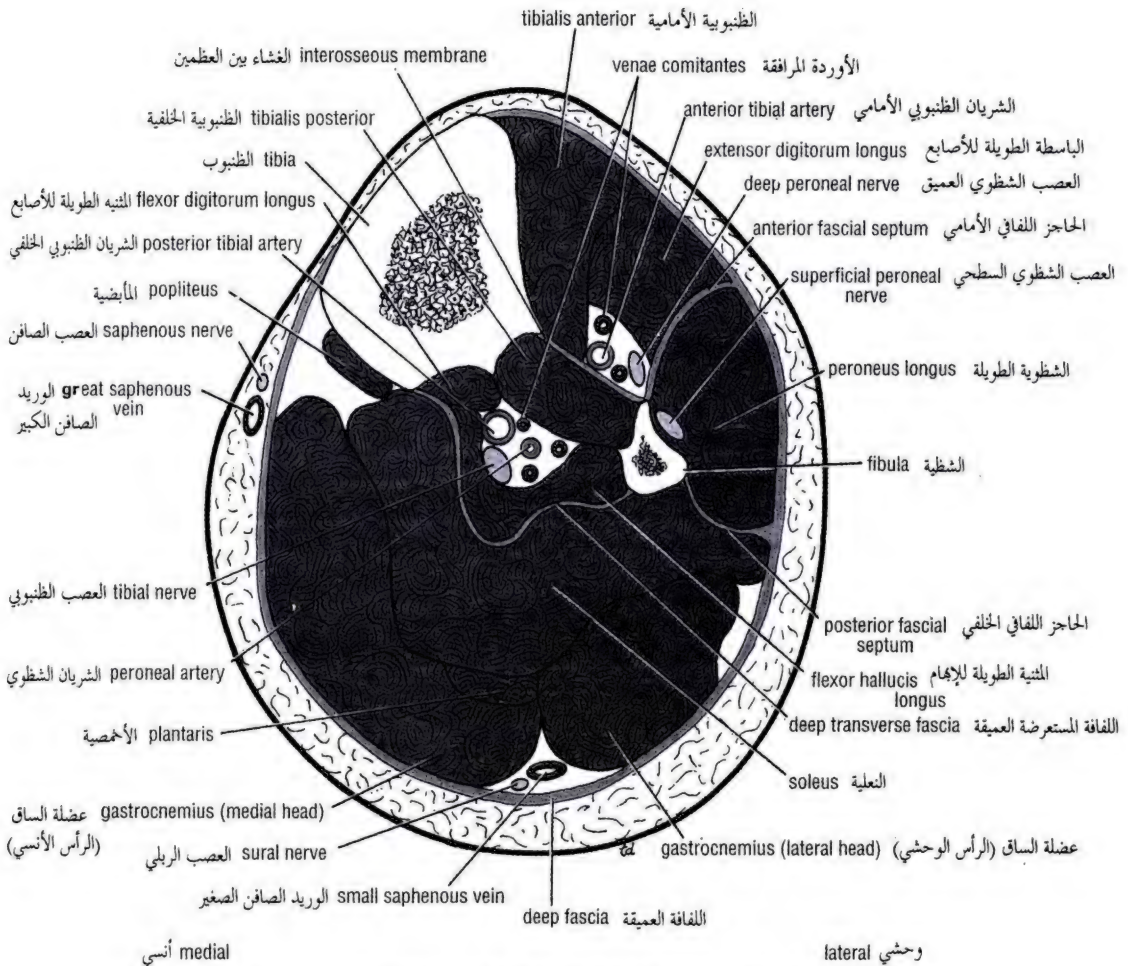 tibialis anterior الظنبوبية الأمامية
الغشاء بين العظمين interosseous membrane
venae comitantes الأوردة المرافقة
anterior tibial artery الشريان الظنبوبي الأمامي
الظنبوبية الخلفية tibialis posterior
extensor digitorum longus الباسطة الطويلة للأصابع
الظنبوب tibia
deep peroneal nerve العصب الشظوي العميق
المثنيه الطويلة للأصابع flexor digitorum longus
anterior fascial septum الحاجز اللفافي الأمامي
الشريان الظنبوبي الخلفي posterior tibial artery
superficial peroneal العصب الشظوي السطحي
nerve
المأبضية popliteus
العصب الصافن saphenous nerve
peroneus longus الشظوية الطويلة
الوريد great saphenous
vein
الصافن الكبير
fibula الشظية
العصب الظنبوبي tibial nerve
posterior fascial الحاجز اللفافي الخلفي
septum
الشريان الشظوي peroneal artery
flexor hallucis المثنية الطويلة للإبهام
longus
deep transverse fascia اللفافة المستعرضة العميقة
الأخمصية plantaris
soleus النعلية
عضلة الساق gastrocnemius (medial head)
(الرأس الأنسي)
العصب الربلي sural nerve
td
gastrocnemius (lateral head) عضلة الساق (الرأس الوحشي)
الوريد الصافن الصغير small saphenous vein
deep fascia اللفافة العميقة
أنسي medial
lateral وحشي